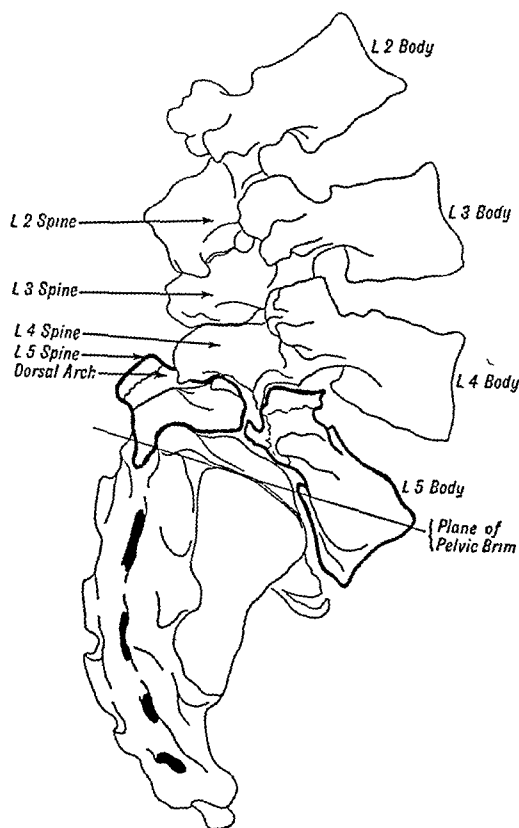 L 2 Body
L 2 Spine
L 3 Body
L 3 Spine
L 4 Spine
L 5 Spine
Dorsal Arch
L 4 Body
L 5 Body
Plane of
Pelvic Brim